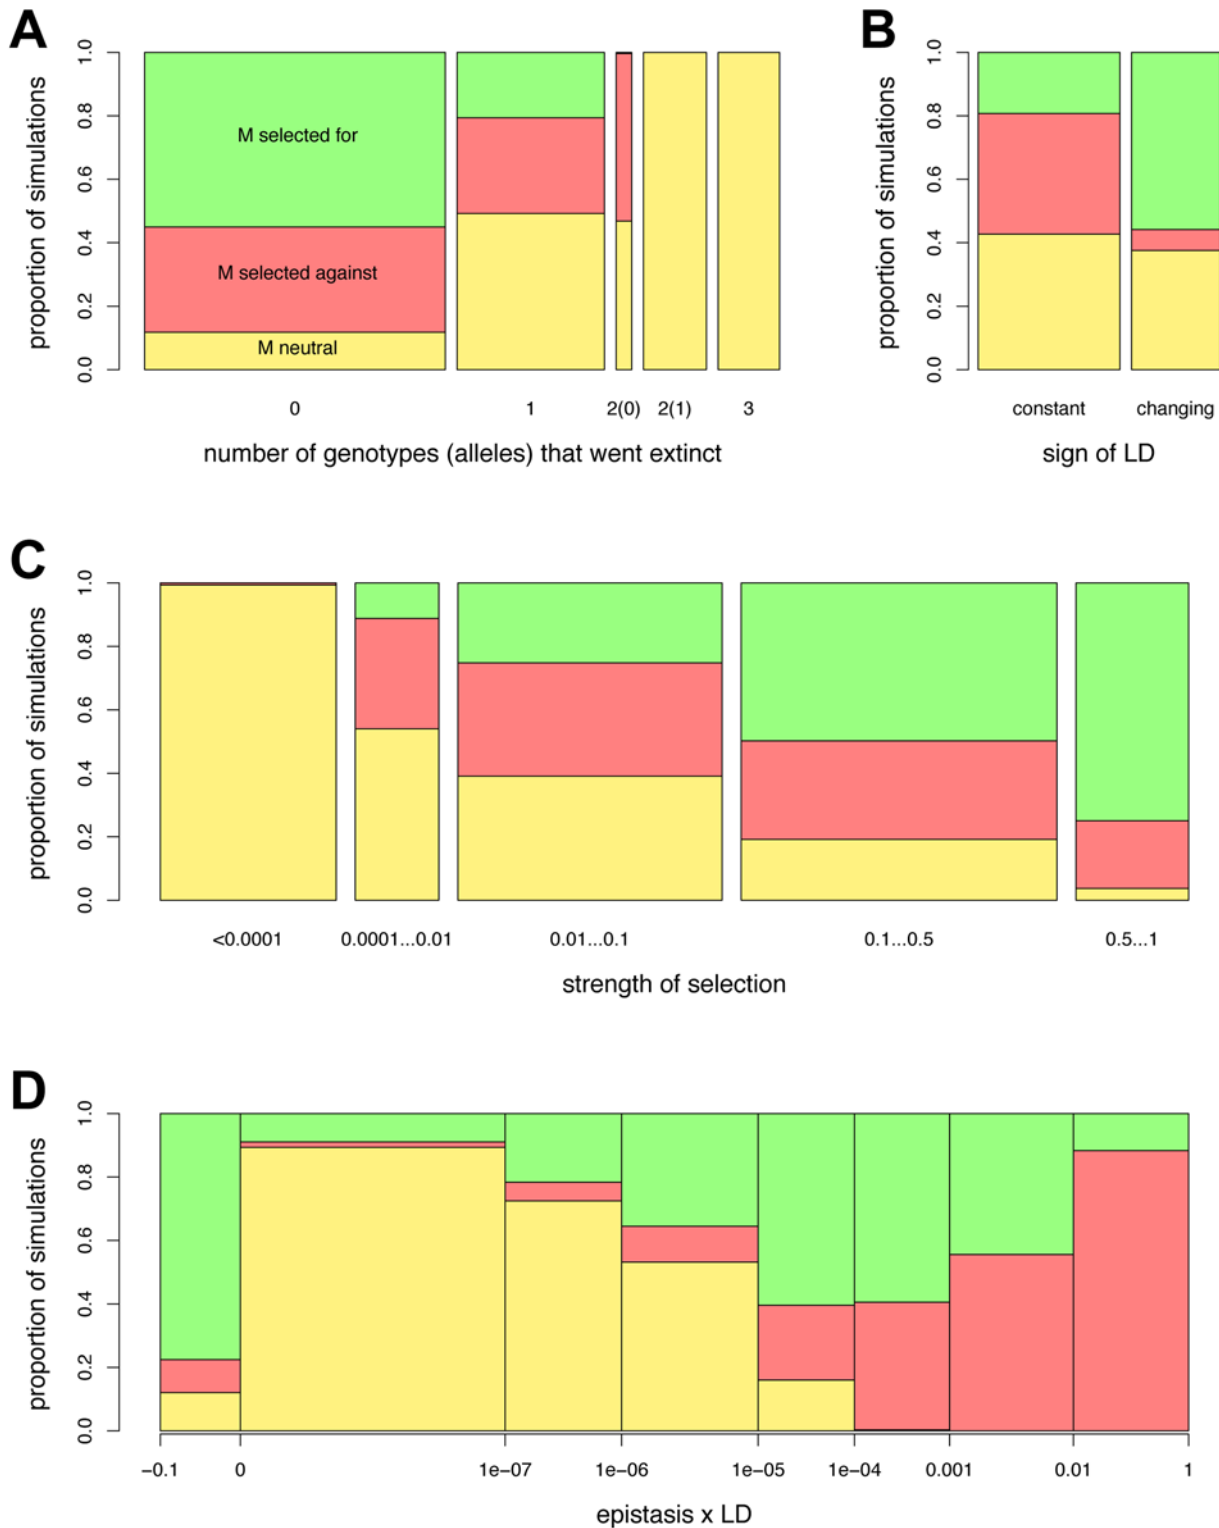 A
proportion of simulations
1.0
0.8
0.6
0.4
0.2
0.0
M selected for
M selected against
M neutral
0 1 2(0) 2(1) 3
number of genotypes (alleles) that went extinct
B
proportion of simulations
1.0
0.8
0.6
0.4
0.2
0.0
constant changing
sign of LD
C
proportion of simulations
1.0
0.8
0.6
0.4
0.2
0.0
<0.0001 0.0001...0.01 0.01...0.1 0.1...0.5 0.5...1
strength of selection
D
proportion of simulations
1.0
0.8
0.6
0.4
0.2
0.0
−0.1 0 1e−07 1e−06 1e−05 1e−04 0.001 0.01 1
epistasis x LD